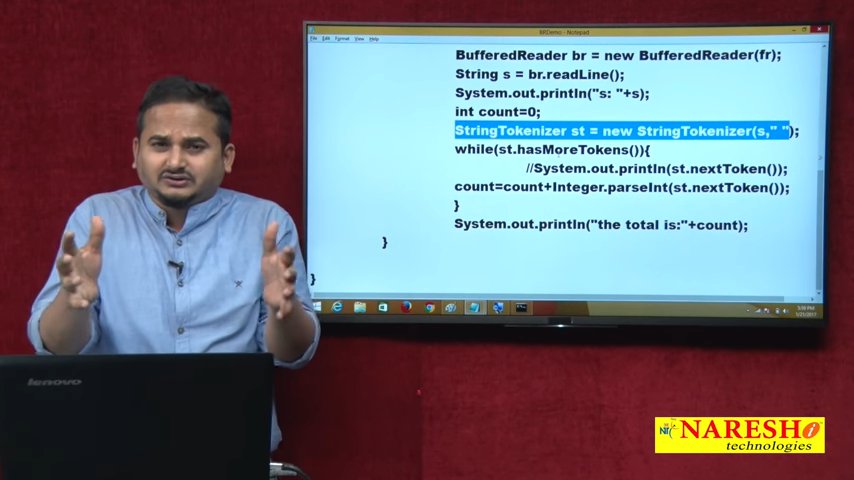 BRDemo - Notepad
File Edit Format View Help
BufferedReader br = new BufferedReader(fr);
String s = br.readLine();
System.out.println("s: "+s);
int count=0;
StringTokenizer st = new StringTokenizer(s," ");
while(st.hasMoreTokens()){
//System.out.println(st.nextToken());
count=count+Integer.parseInt(st.nextToken());
}
System.out.println("the total is:"+count);
}
}
lenovo
NARESH i
technologies